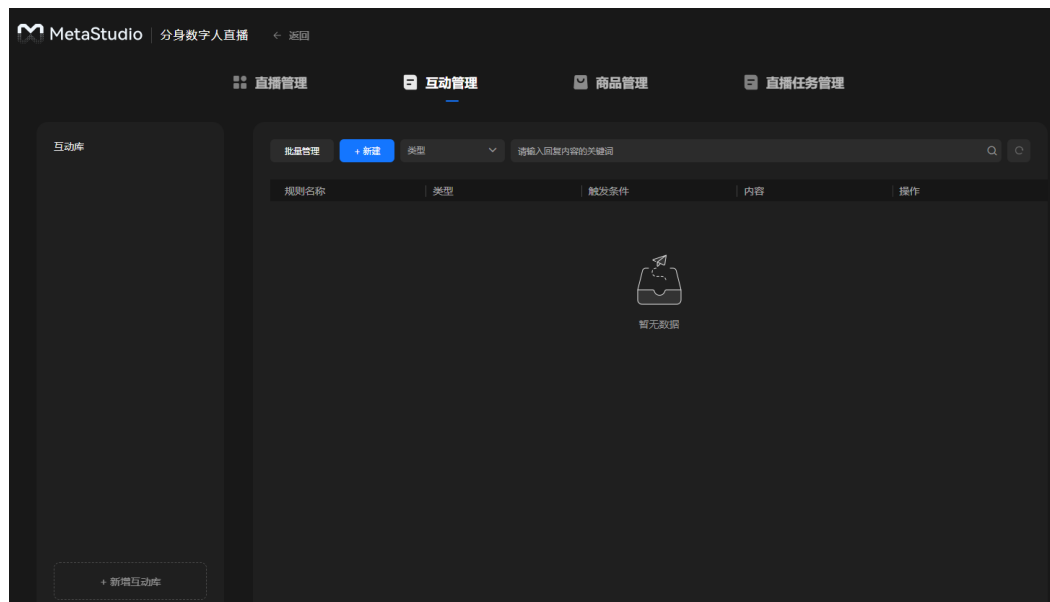 MetaStudio 分身数字人直播 ← 返回
直播管理 互动管理 商品管理 直播任务管理
互动库
批量管理 + 新建 类型 请输入回复内容的关键词
规则名称 类型 触发条件 内容 操作
暂无数据
+ 新增互动库